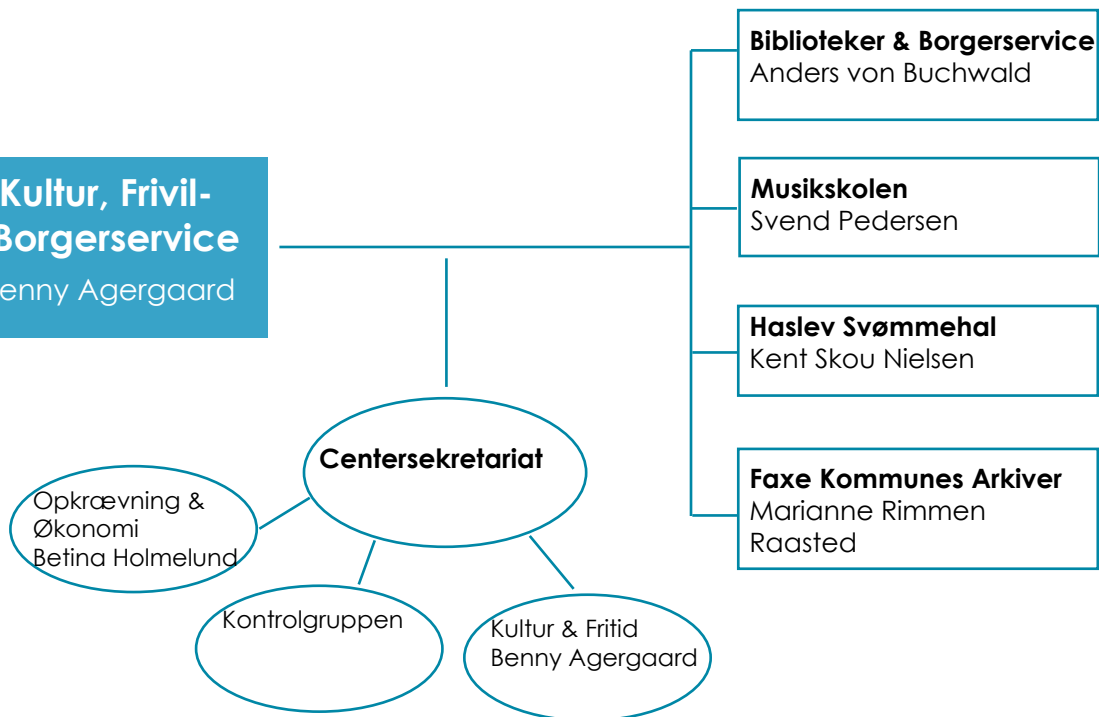 Kultur, Frivil-
Borgerservice
enny Agergaard
Biblioteker & Borgerservice
Anders von Buchwald
Musikskolen
Svend Pedersen
Haslev Svømmehal
Kent Skou Nielsen
Faxe Kommunes Arkiver
Marianne Rimmen
Raasted
Centersekretariat
Opkrævning &
Økonomi
Betina Holmelund
Kontrolgruppen
Kultur & Fritid
Benny Agergaard